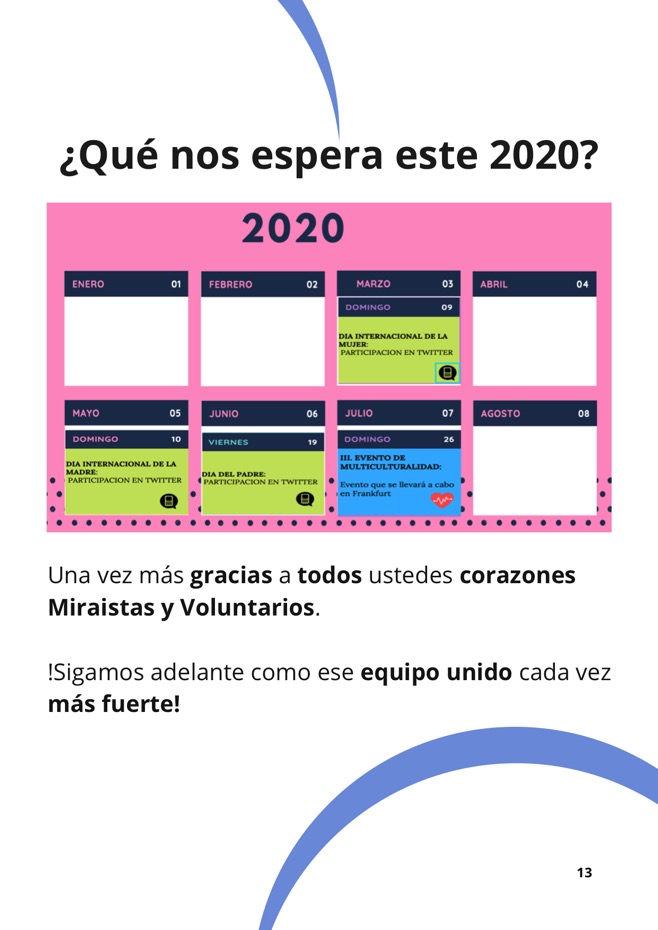 ¿Qué nos espera este 2020?
2020
ENERO 01
FEBRERO 02
MARZO 03
DOMINGO 09
DIA INTERNACIONAL DE LA
MUJER:
PARTICIPACION EN TWITTER
ABRIL 04
MAYO 05
DOMINGO 10
DIA INTERNACIONAL DE LA
MADRE:
PARTICIPACION EN TWITTER
JUNIO 06
VIERNES 19
DIA DEL PADRE:
PARTICIPACION EN TWITTER
JULIO 07
DOMINGO 26
III. EVENTO DE
MULTICULTURALIDAD:
Evento que se llevará a cabo
en Frankfurt
AGOSTO 08
Una vez más gracias a todos ustedes corazones
Miraistas y Voluntarios.
!Sigamos adelante como ese equipo unido cada vez
más fuerte!
13